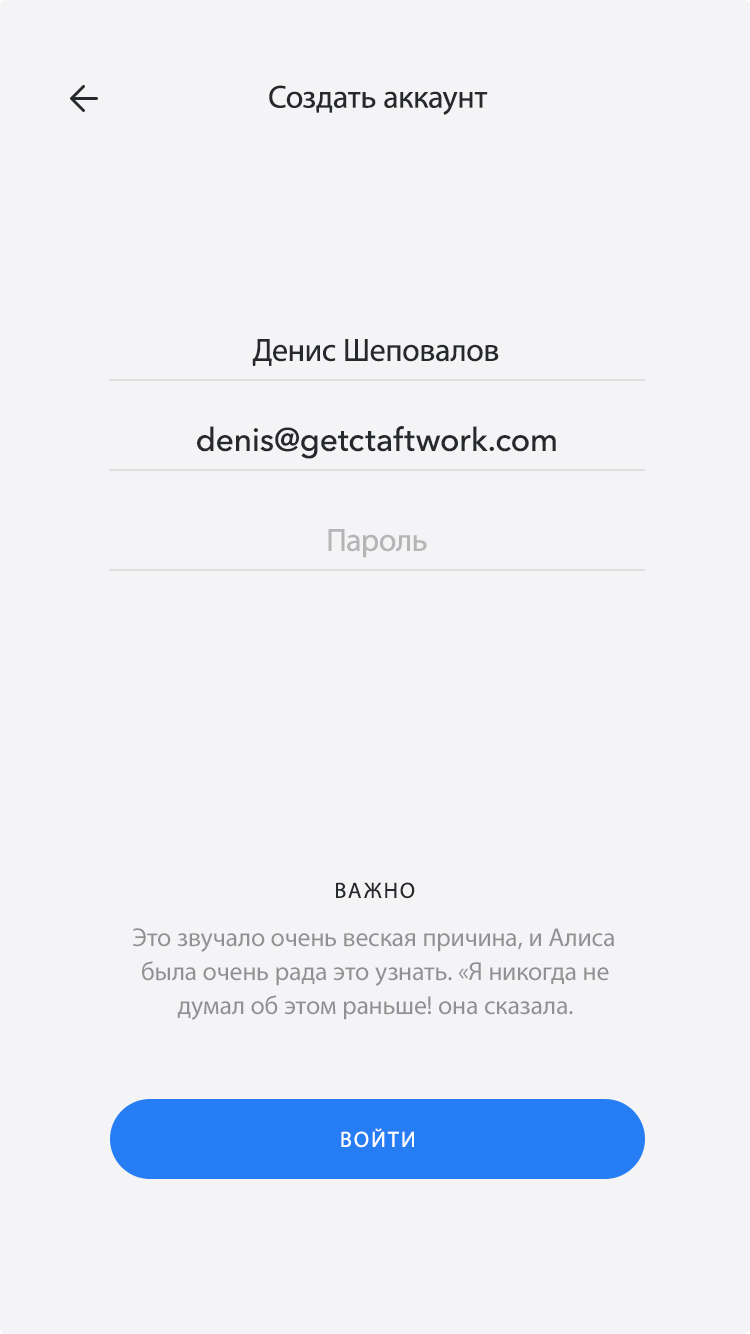 Создать аккаунт
Денис Шеповалов
denis@getctaftwork.com
Пароль
ВАЖНО
Это звучало очень веская причина, и Алиса
была очень рада это узнать. «Я никогда не
думал об этом раньше! она сказала.
ВОЙТИ